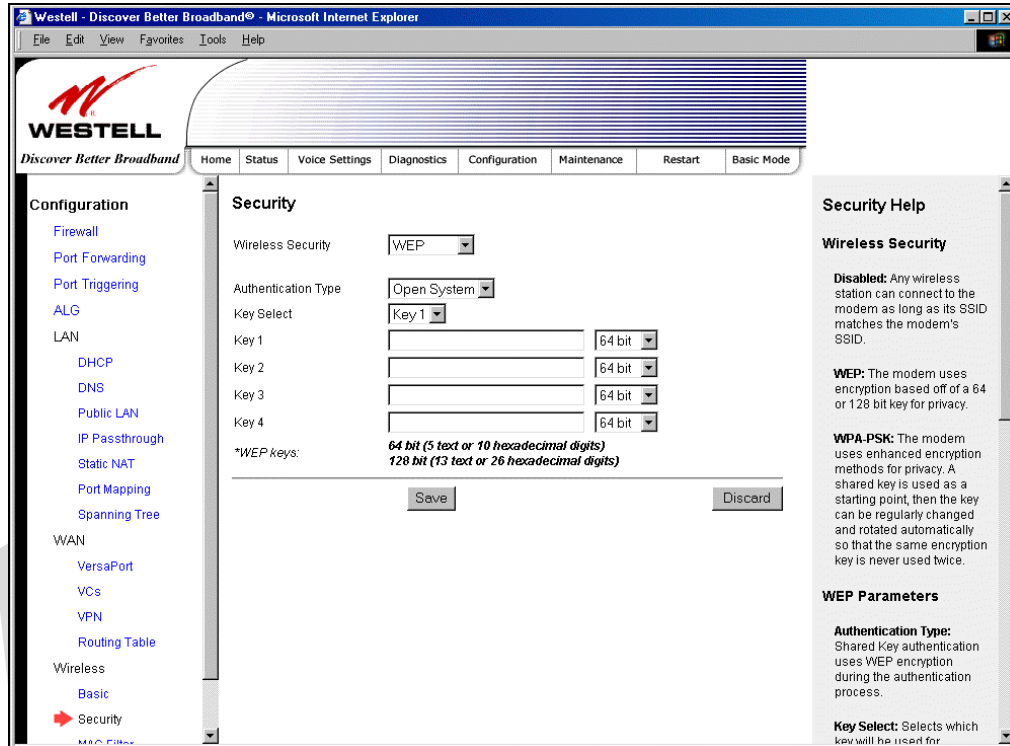 Westell - Discover Better Broadband® - Microsoft Internet Explorer
File Edit View Favorites Tools Help
WESTELL
Discover Better Broadband
Home Status Voice Settings Diagnostics Configuration Maintenance Restart Basic Mode
Configuration
Firewall
Port Forwarding
Port Triggering
ALG
LAN
DHCP
DNS
Public LAN
IP Passthrough
Static NAT
Port Mapping
Spanning Tree
WAN
VersaPort
VCs
VPN
Routing Table
Wireless
Basic
Security
MAC Filter
Security
Wireless Security WEP
Authentication Type Open System
Key Select Key 1
Key 1 64 bit
Key 2 64 bit
Key 3 64 bit
Key 4 64 bit
*WEP keys: 64 bit (5 text or 10 hexadecimal digits)
128 bit (13 text or 26 hexadecimal digits)
Save Discard
Security Help
Wireless Security
Disabled: Any wireless
station can connect to the
modem as long as its SSID
matches the modem's
SSID.
WEP: The modem uses
encryption based off of a 64
or 128 bit key for privacy.
WPA-PSK: The modem
uses enhanced encryption
methods for privacy. A
shared key is used as a
starting point, then the key
can be regularly changed
and rotated automatically
so that the same encryption
key is never used twice.
WEP Parameters
Authentication Type:
Shared Key authentication
uses WEP encryption
during the authentication
process.
Key Select: Selects which
key will be used for